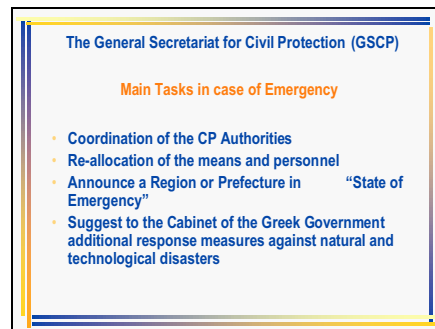 The General Secretariat for Civil Protection (GSCP)
Main Tasks in case of Emergency
• Coordination of the CP Authorities
• Re-allocation of the means and personnel
• Announce a Region or Prefecture in “State of
Emergency”
• Suggest to the Cabinet of the Greek Government
additional response measures against natural and
technological disasters